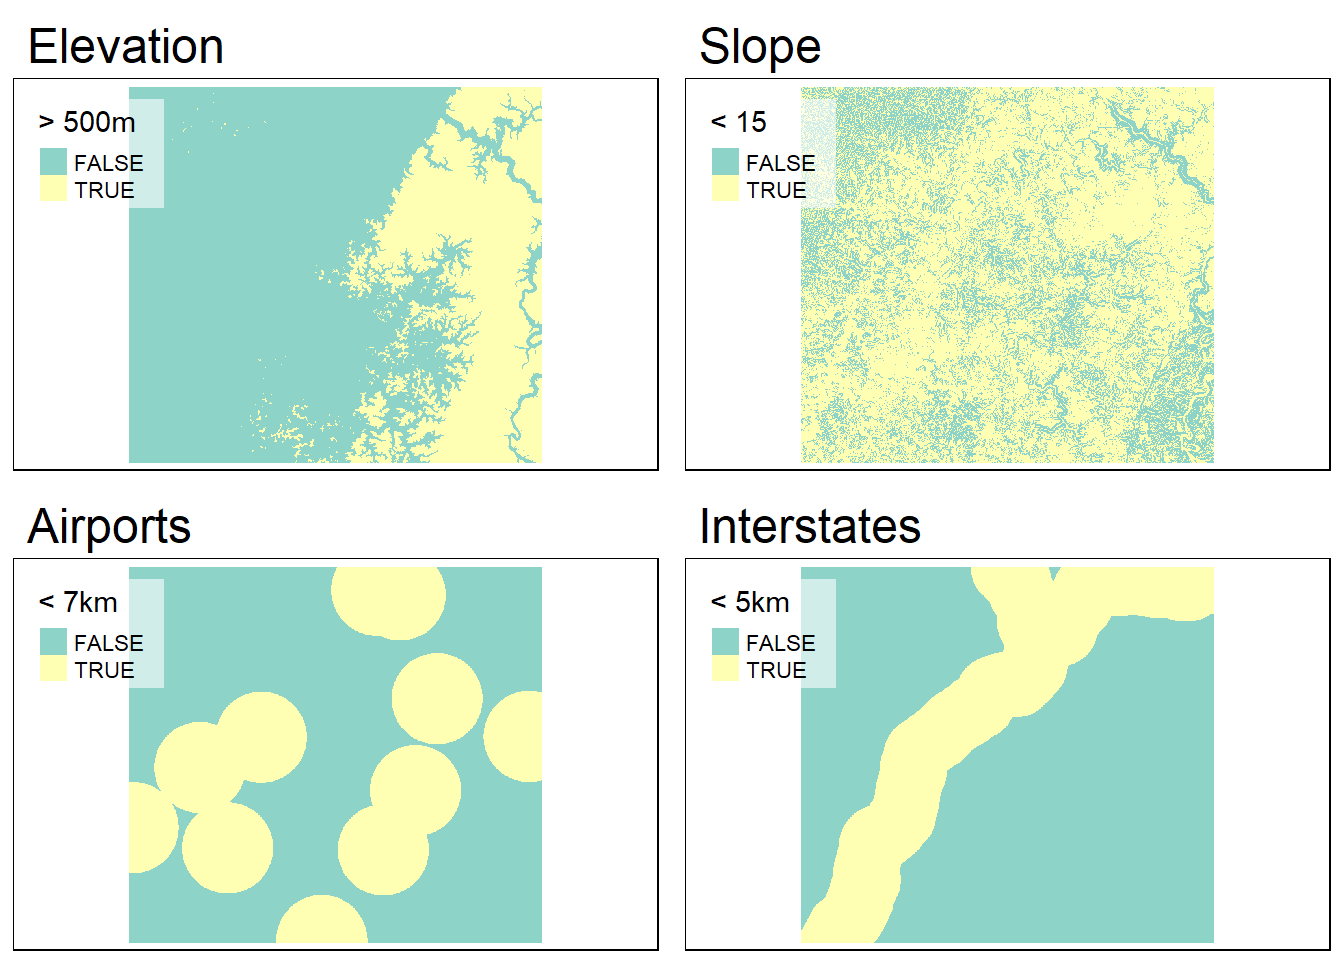 Elevation
> 500m
FALSE
TRUE
Slope
< 15
FALSE
TRUE
Airports
< 7km
FALSE
TRUE
Interstates
< 5km
FALSE
TRUE